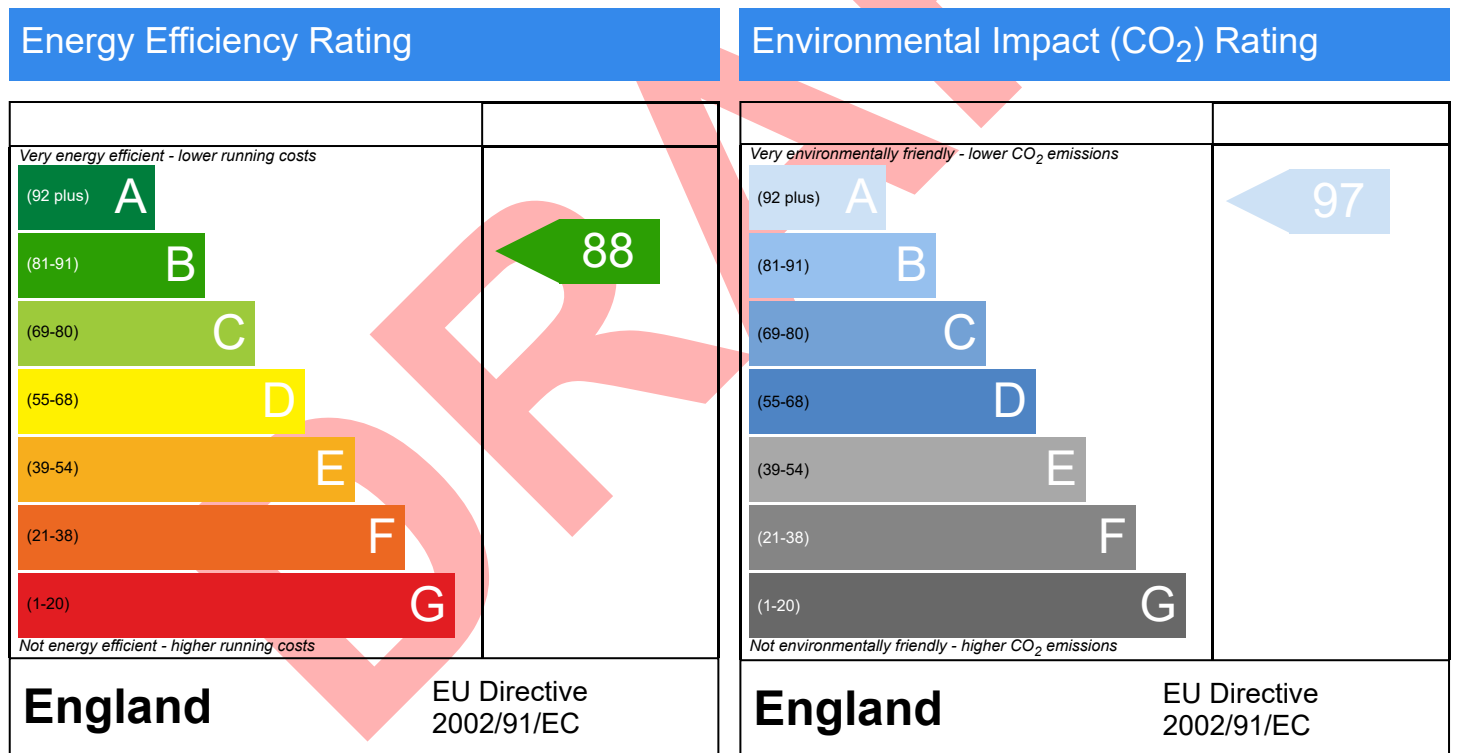 Energy Efficiency Rating
Very energy efficient - lower running costs
(92 plus) A
(81-91) B
(69-80) C
(55-68) D
(39-54) E
(21-38) F
(1-20) G
Not energy efficient - higher running costs
88
England
EU Directive
2002/91/EC
Environmental Impact (CO₂) Rating
Very environmentally friendly - lower CO₂ emissions
(92 plus) A
(81-91) B
(69-80) C
(55-68) D
(39-54) E
(21-38) F
(1-20) G
Not environmentally friendly - higher CO₂ emissions
97
England
EU Directive
2002/91/EC